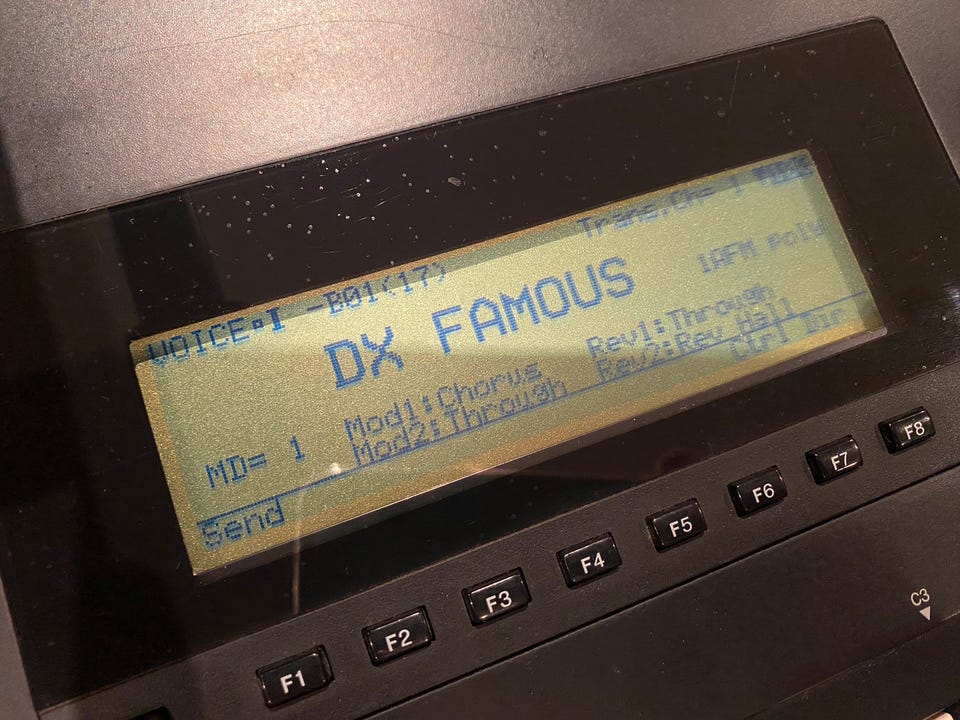 VOICE I -B01(17) Trans.ch= 1
DX FAMOUS 1AFM poly
MD= 1 Mod1:Chorus Rev1:Through
Mod2:Through Rev2:Rev Hall
Send Ctrl Dir
F1 F2 F3 F4 F5 F6 F7 F8
C3